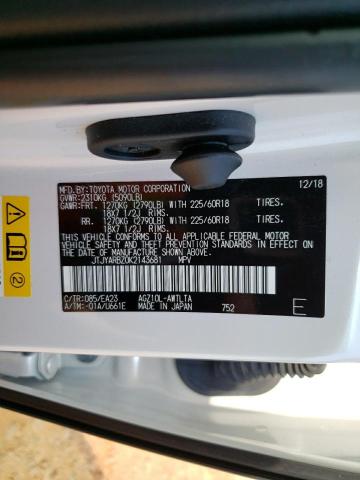 MFD.BY:TOYOTA MOTOR CORPORATION 12/18
GVWR:2310KG(5090LB)
GAWR:FRT. 1270KG (2790LB) WITH 225/60R18 TIRES.
18X7 1/2J RIMS.
RR. 1270KG (2790LB) WITH 225/60R18 TIRES.
18X7 1/2J RIMS.
THIS VEHICLE CONFORMS TO ALL APPLICABLE FEDERAL MOTOR
VEHICLE SAFETY AND THEFT PREVENTION STANDARDS IN EFFECT
ON THE DATE OF MANUFACTURE SHOWN ABOVE.
JTJYARBZ0K2143681 MPV
C/TR:085/EA23 AGZ10L-AWTLTA
A/TM:-01A/U661E MADE IN JAPAN 752 E
2